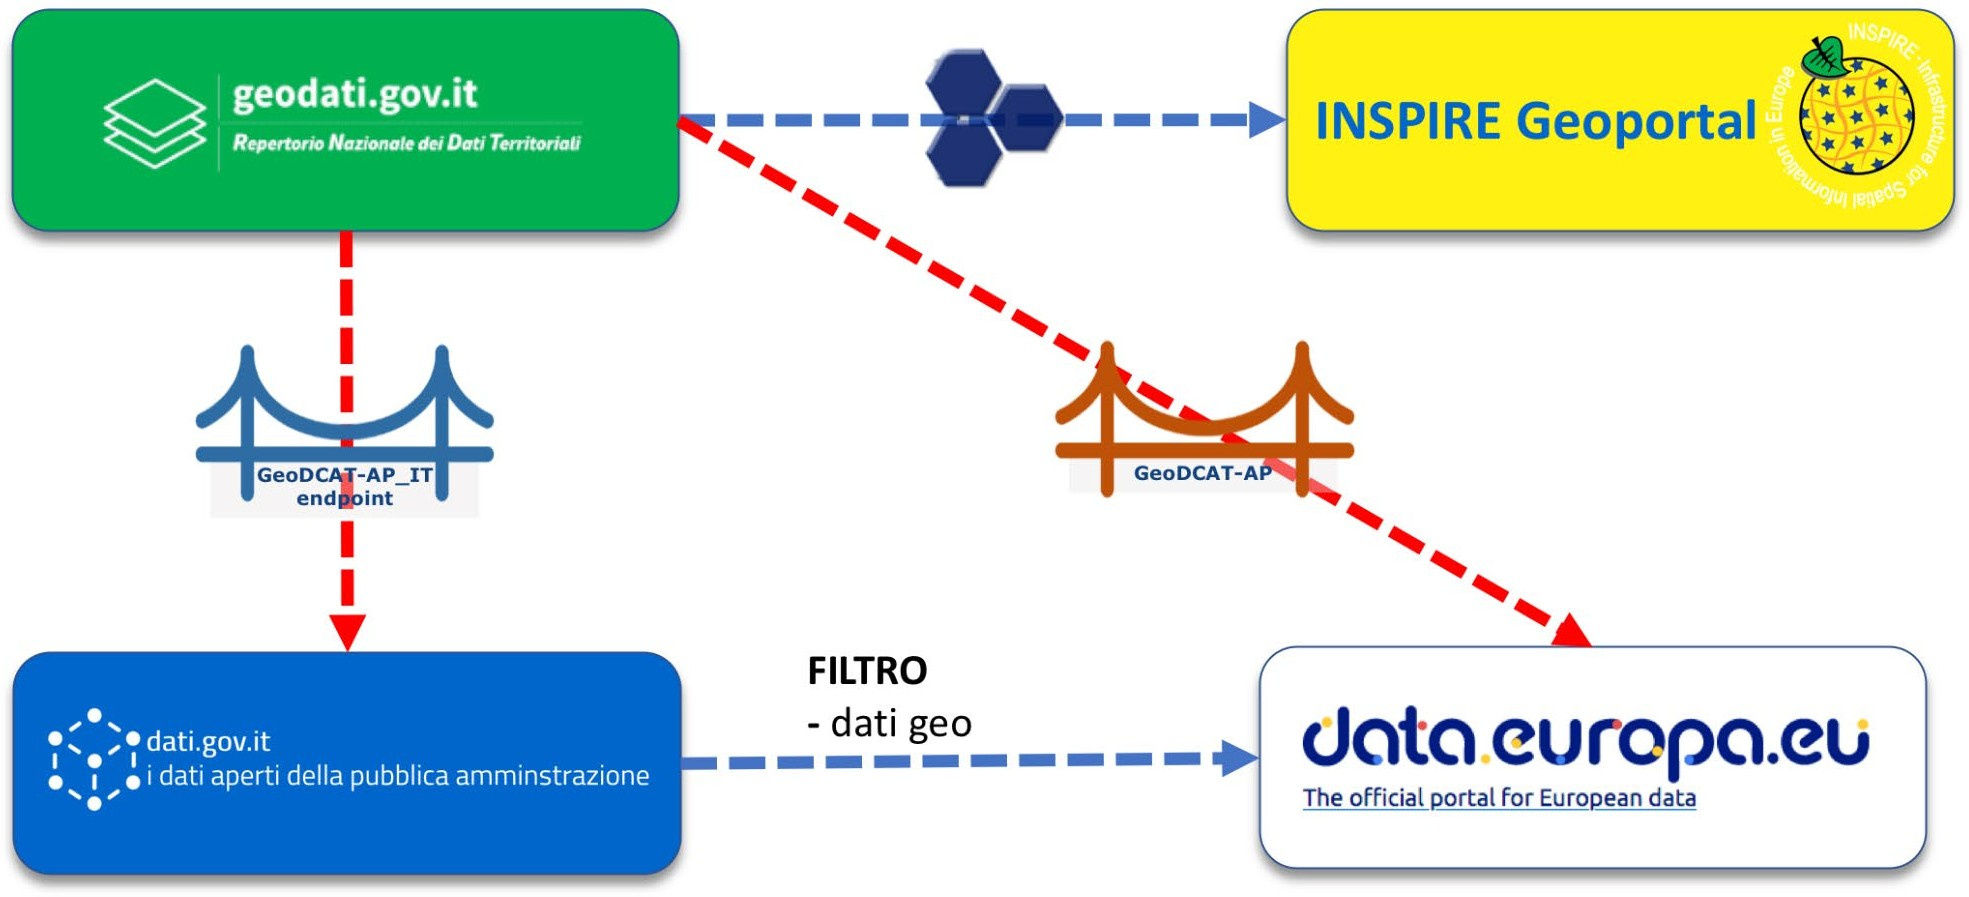 geodati.gov.it
Repertorio Nazionale dei Dati Territoriali
INSPIRE Geoportal
INSPIRE - Infrastructure for Spatial Information in Europe
GeoDCAT-AP_IT
endpoint
GeoDCAT-AP
FILTRO
- dati geo
dati.gov.it
i dati aperti della pubblica amminstrazione
data.europa.eu
The official portal for European data